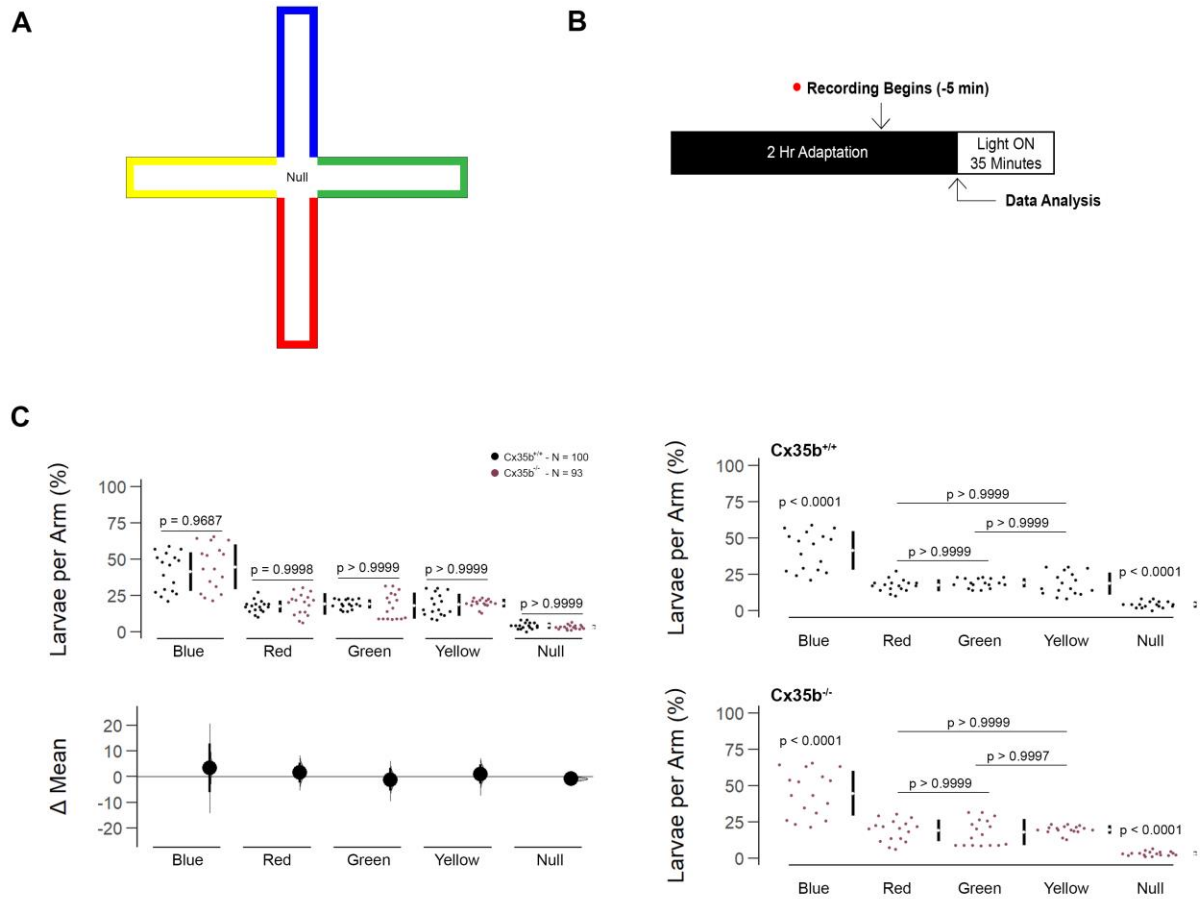 A
Null
B
Recording Begins (-5 min)
2 Hr Adaptation
Light ON
35 Minutes
Data Analysis
C
Larvae per Arm (%)
100
75
50
25
0
Cx35b+/+ - N = 100
Cx35b-/- - N = 93
p = 0.9687
p = 0.9998
p > 0.9999
p > 0.9999
p > 0.9999
Blue
Red
Green
Yellow
Null
Δ Mean
20
10
0
-10
-20
Blue
Red
Green
Yellow
Null
Cx35b+/+
Larvae per Arm (%)
100
75
50
25
0
p < 0.0001
p > 0.9999
p > 0.9999
p > 0.9999
p < 0.0001
Blue
Red
Green
Yellow
Null
Cx35b-/-
Larvae per Arm (%)
100
75
50
25
0
p < 0.0001
p > 0.9999
p > 0.9997
p > 0.9999
p < 0.0001
Blue
Red
Green
Yellow
Null